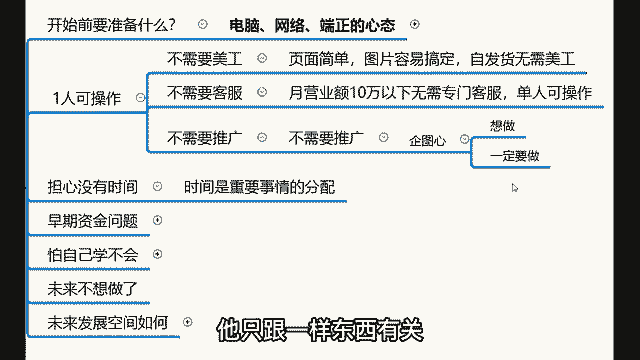 开始前要准备什么? 电脑、网络、端正的心态
不需要美工 页面简单，图片容易搞定，自发货无需美工
1人可操作 不需要客服 月营业额10万以下无需专门客服，单人可操作
不需要推广 不需要推广 企图心 想做
一定要做
担心没有时间 时间是重要事情的分配
早期资金问题
怕自己学不会
未来不想做了
未来发展空间如何
他只跟一样东西有关